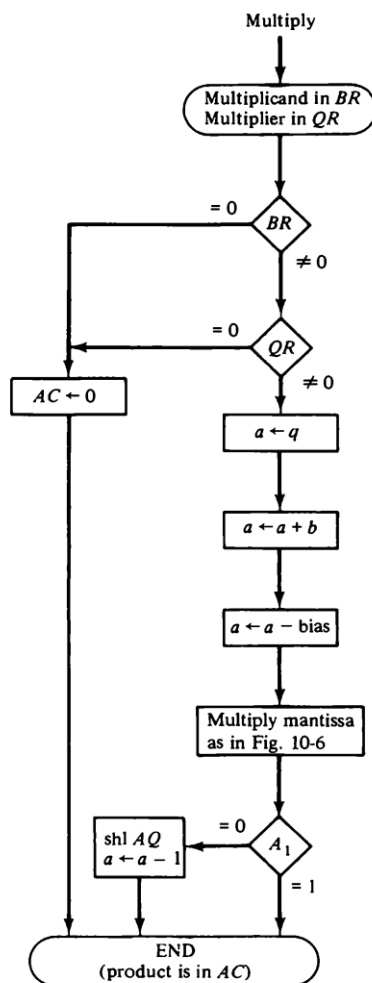 Multiply
Multiplicand in BR
Multiplier in QR
= 0
BR
≠ 0
= 0
QR
≠ 0
AC ← 0
a ← q
a ← a + b
a ← a − bias
Multiply mantissa
as in Fig. 10-6
shl AQ
a ← a − 1
= 0
A₁
= 1
END
(product is in AC)